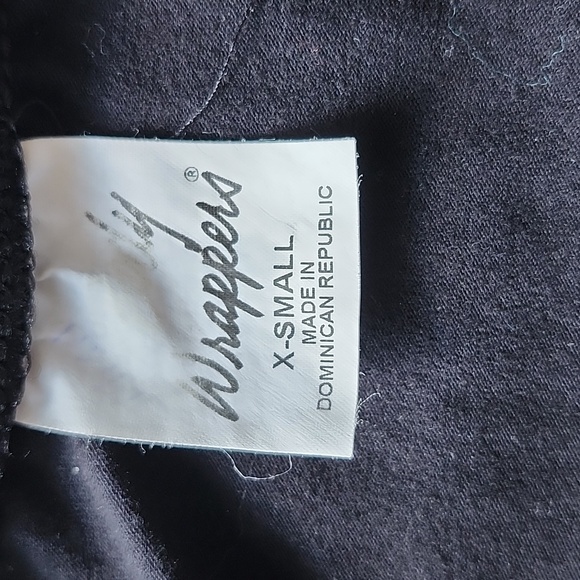 Wrappers®
X-SMALL
MADE IN
DOMINICAN REPUBLIC